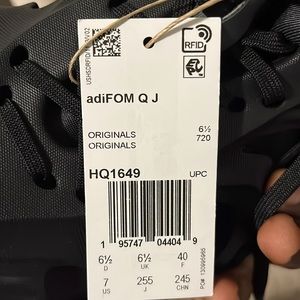 RFID
adiFOM Q J
ORIGINALS 6½
ORIGINALS 720
HQ1649 UPC
1 95747 04404 9
6½ 6½ 40
D UK F
7 255 245
US J CHN